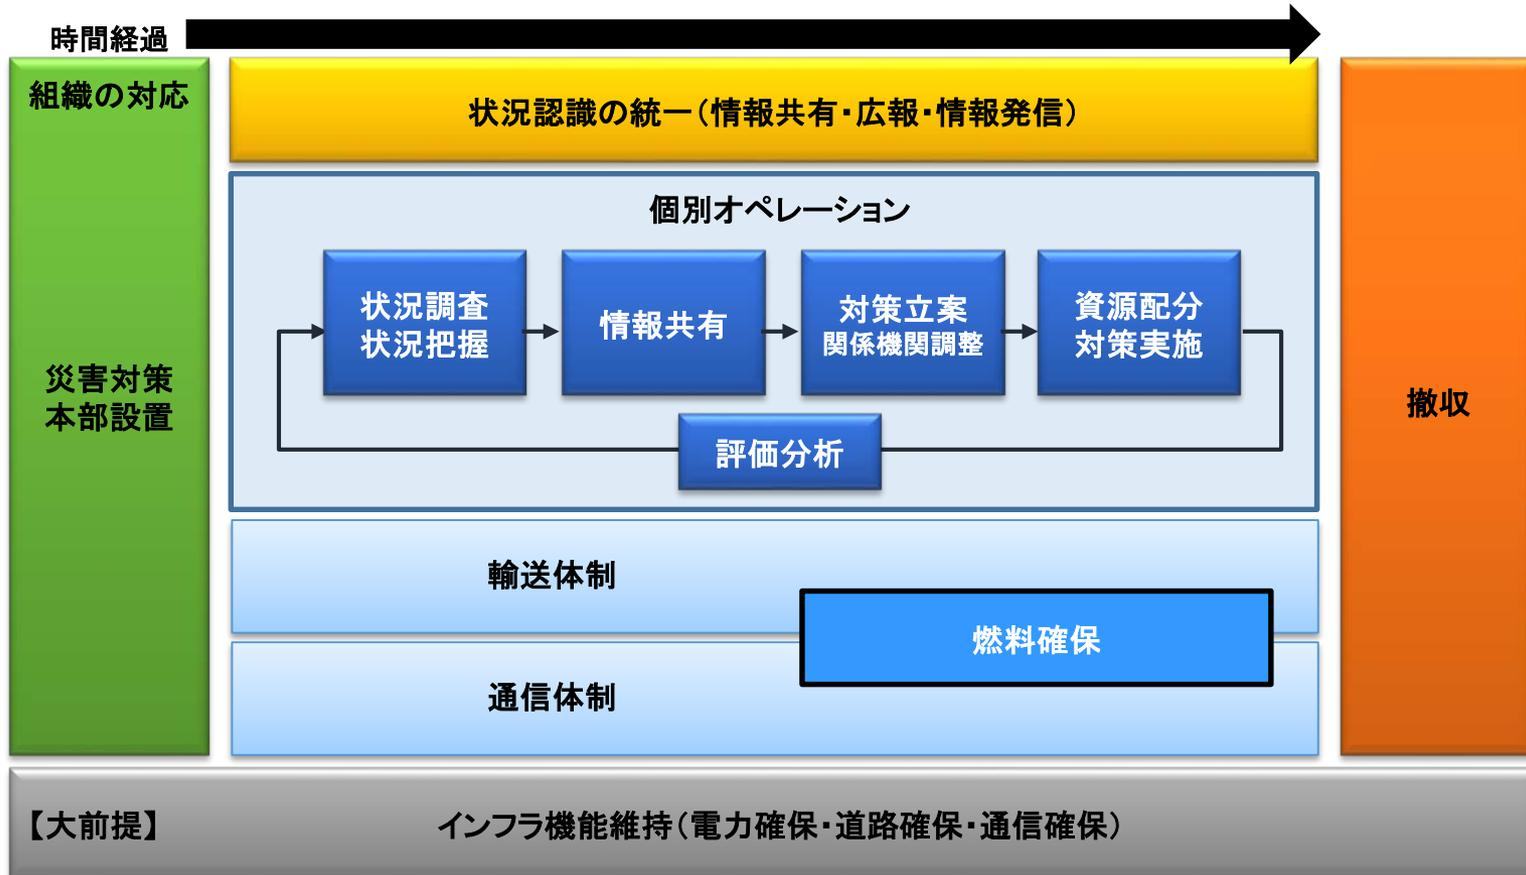 時間経過
組織の対応
災害対策
本部設置
状況認識の統一（情報共有・広報・情報発信）
個別オペレーション
状況調査
状況把握
情報共有
対策立案
関係機関調整
資源配分
対策実施
評価分析
輸送体制
燃料確保
通信体制
撤収
【大前提】 インフラ機能維持（電力確保・道路確保・通信確保）